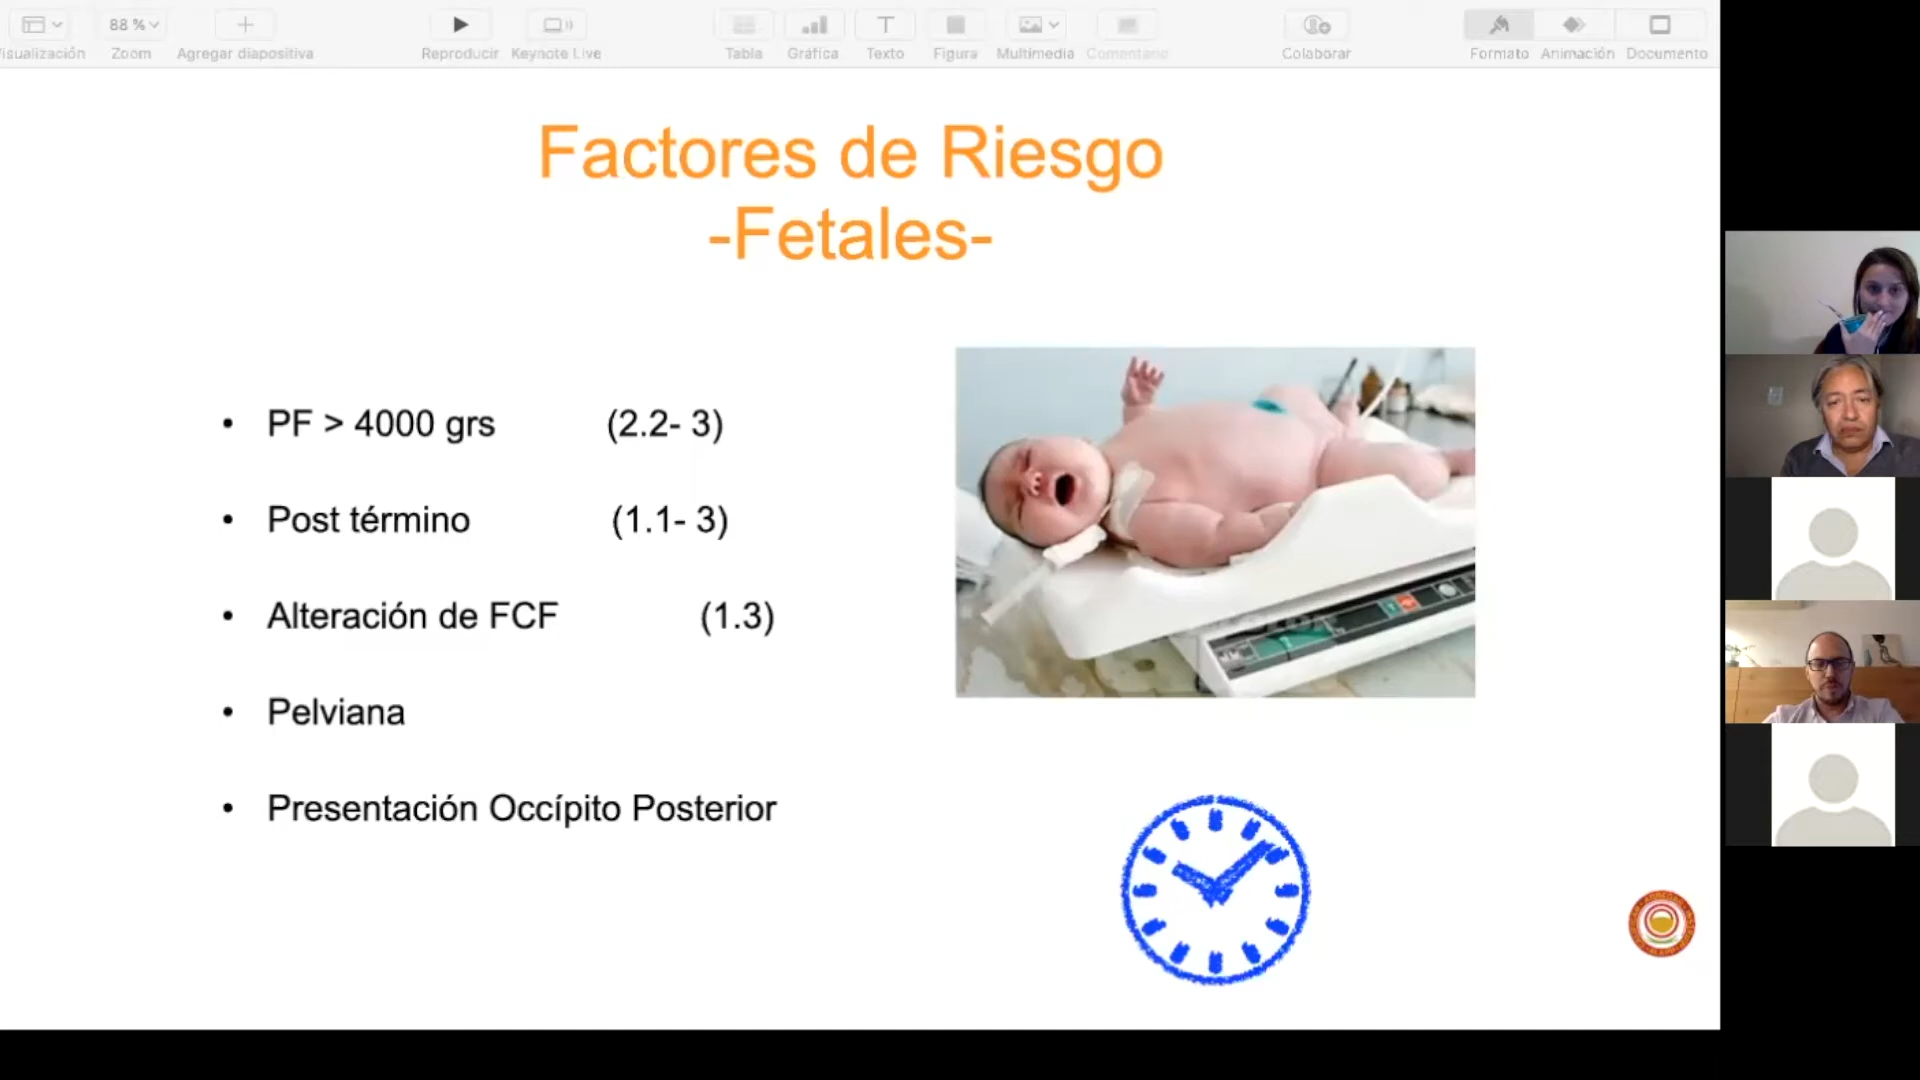 88 %
Zoom
Agregar diapositiva
Reproducir
Keynote Live
Tabla
Gráfica
Texto
Figura
Multimedia
Comentario
Colaborar
Formato
Animación
Documento
Factores de Riesgo
-Fetales-
• PF > 4000 grs (2.2- 3)
• Post término (1.1- 3)
• Alteración de FCF (1.3)
• Pelviana
• Presentación Occípito Posterior